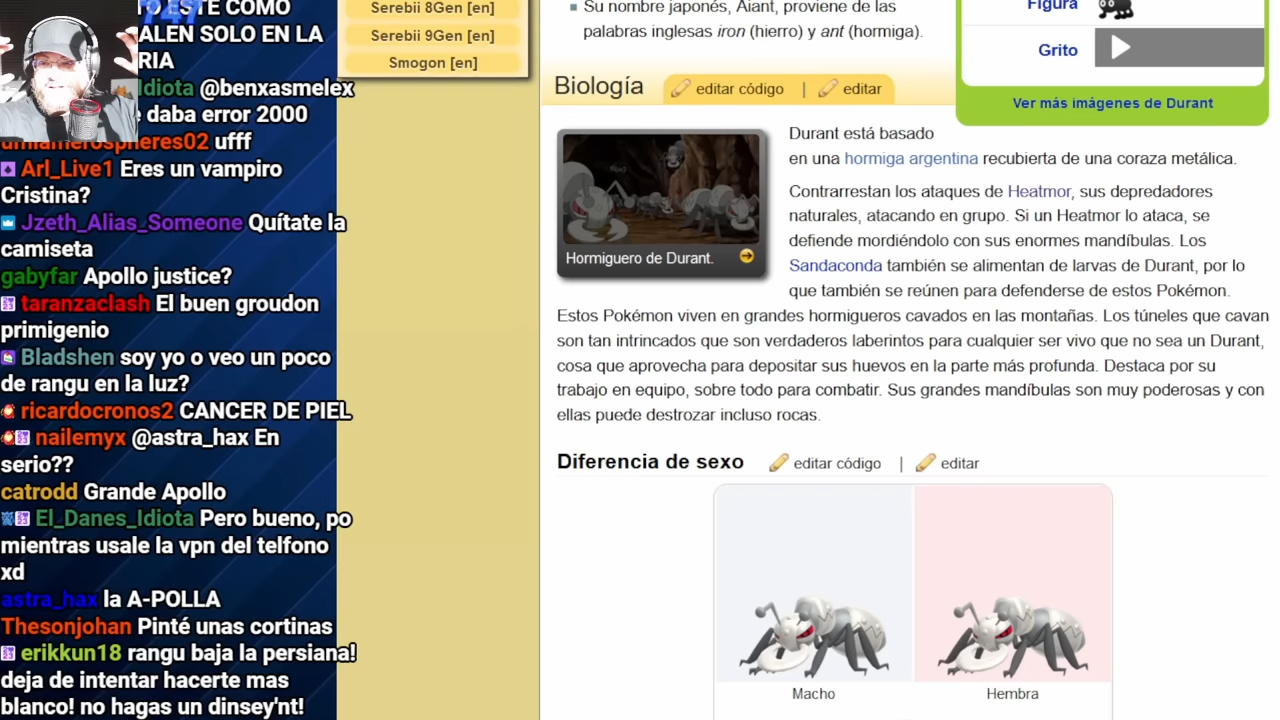 747
TO ESTE COMO
ALEN SOLO EN LA
RIA
Idiota @benxasmelex
e daba error 2000
umiamerospheres02 ufff
Arl_Live1 Eres un vampiro
Cristina?
Jzeth_Alias_Someone Quítate la
camiseta
gabyfar Apollo justice?
taranzaclash El buen groudon
primigenio
Bladshen soy yo o veo un poco
de rangu en la luz?
ricardocronos2 CANCER DE PIEL
nailemyx @astra_hax En
serio??
catrodd Grande Apollo
El_Danes_Idiota Pero bueno, po
mientras usale la vpn del telfono
xd
astra_hax la A-POLLA
Thesonjohan Pinté unas cortinas
erikkun18 rangu baja la persiana!
deja de intentar hacerte mas
blanco! no hagas un dinsey'nt!
Serebii 8Gen [en]
Serebii 9Gen [en]
Smogon [en]
Su nombre japonés, Aiant, proviene de las
palabras inglesas iron (hierro) y ant (hormiga).
Figura
Grito
Ver más imágenes de Durant
Biología editar código | editar
Hormiguero de Durant.
Durant está basado
en una hormiga argentina recubierta de una coraza metálica.
Contrarrestan los ataques de Heatmor, sus depredadores
naturales, atacando en grupo. Si un Heatmor lo ataca, se
defiende mordiéndolo con sus enormes mandíbulas. Los
Sandaconda también se alimentan de larvas de Durant, por lo
que también se reúnen para defenderse de estos Pokémon.
Estos Pokémon viven en grandes hormigueros cavados en las montañas. Los túneles que cavan
son tan intrincados que son verdaderos laberintos para cualquier ser vivo que no sea un Durant,
cosa que aprovecha para depositar sus huevos en la parte más profunda. Destaca por su
trabajo en equipo, sobre todo para combatir. Sus grandes mandíbulas son muy poderosas y con
ellas puede destrozar incluso rocas.
Diferencia de sexo editar código | editar
Macho
Hembra